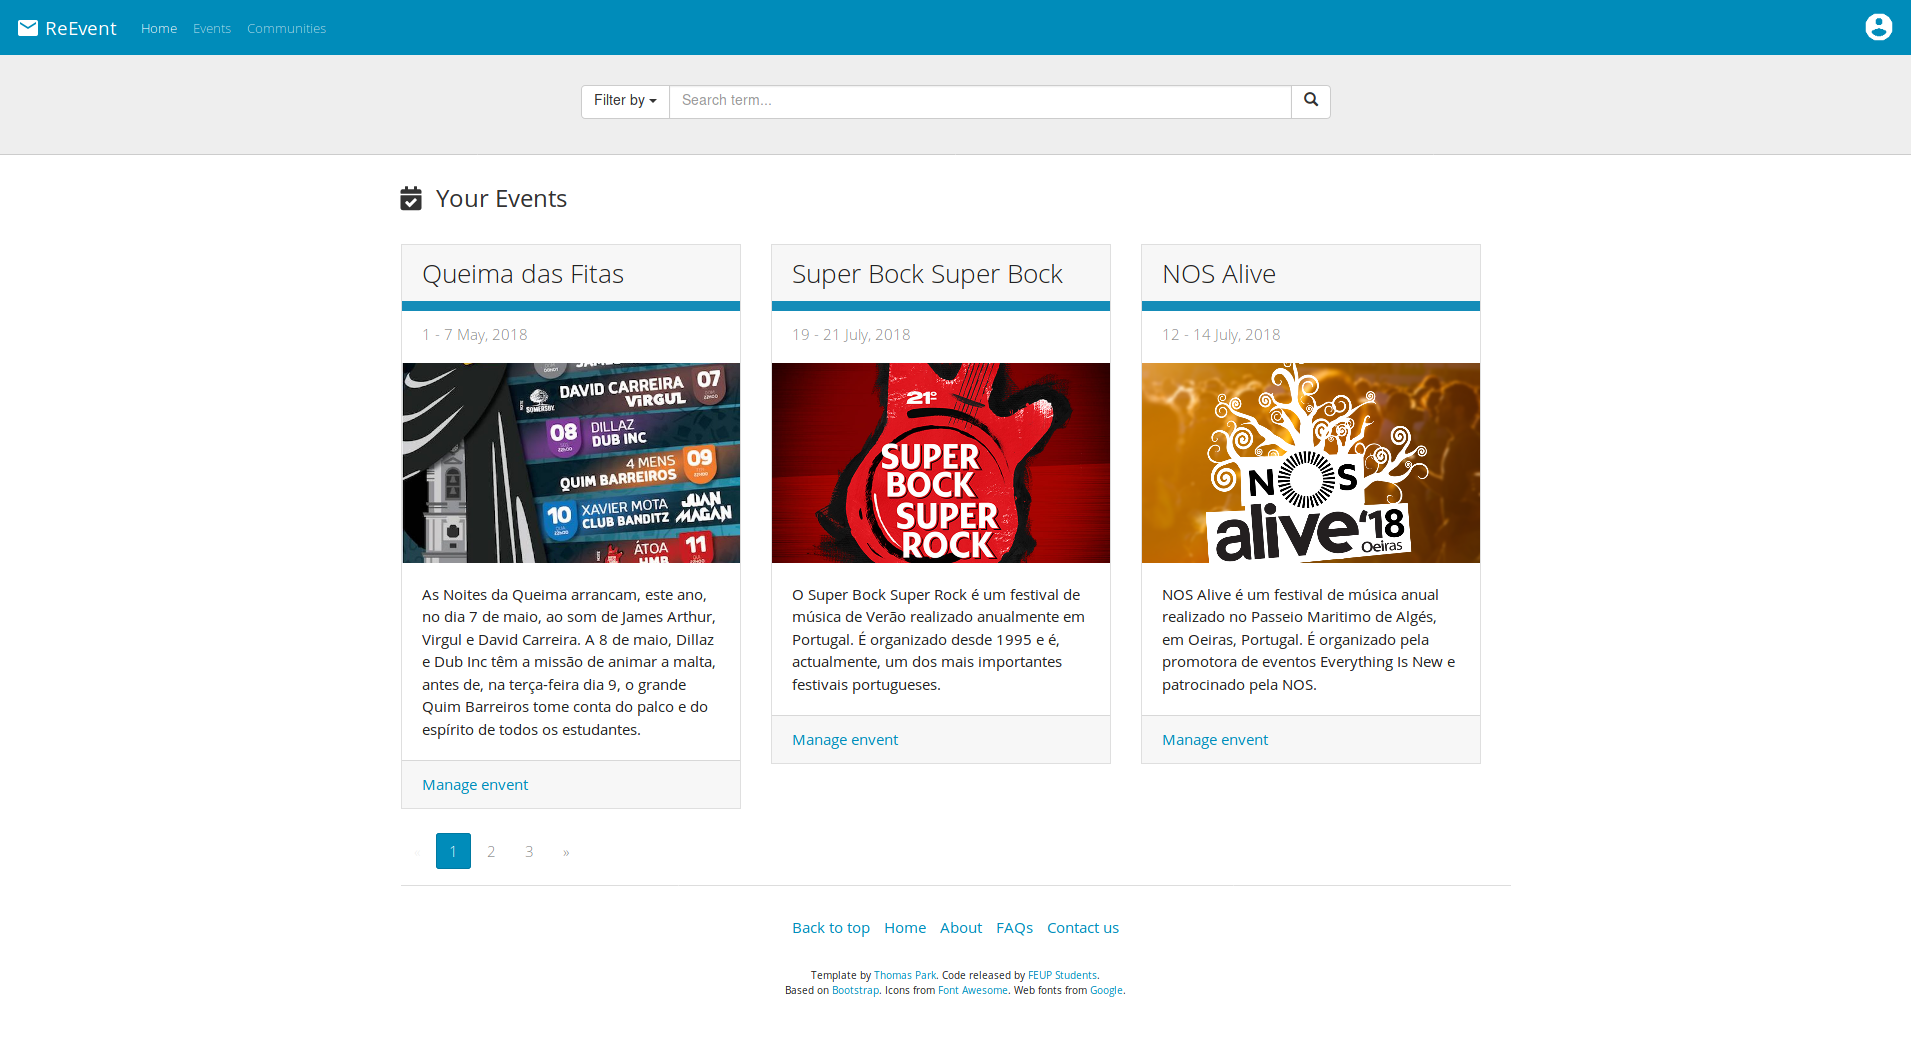 ReEvent Home Events Communities
Filter by Search term...
Your Events
Queima das Fitas
1 - 7 May, 2018
DAVID CARREIRA 07
VIRGUL
SOMERSBY
08 DILLAZ
DUB INC
4 MENS 09
QUIM BARREIROS
10 XAVIER MOTA JUAN
CLUB BANDITZ MAGAN
ÁTOA 11
HMB
As Noites da Queima arrancam, este ano,
no dia 7 de maio, ao som de James Arthur,
Virgul e David Carreira. A 8 de maio, Dillaz
e Dub Inc têm a missão de animar a malta,
antes de, na terça-feira dia 9, o grande
Quim Barreiros tome conta do palco e do
espírito de todos os estudantes.
Manage envent
Super Bock Super Bock
19 - 21 July, 2018
21º
SUPER
BOCK
SUPER
ROCK
O Super Bock Super Rock é um festival de
música de Verão realizado anualmente em
Portugal. É organizado desde 1995 e é,
actualmente, um dos mais importantes
festivais portugueses.
Manage envent
NOS Alive
12 - 14 July, 2018
NOS
alive'18
Oeiras
NOS Alive é um festival de música anual
realizado no Passeio Maritimo de Algés,
em Oeiras, Portugal. É organizado pela
promotora de eventos Everything Is New e
patrocinado pela NOS.
Manage envent
« 1 2 3 »
Back to top Home About FAQs Contact us
Template by Thomas Park. Code released by FEUP Students.
Based on Bootstrap. Icons from Font Awesome. Web fonts from Google.